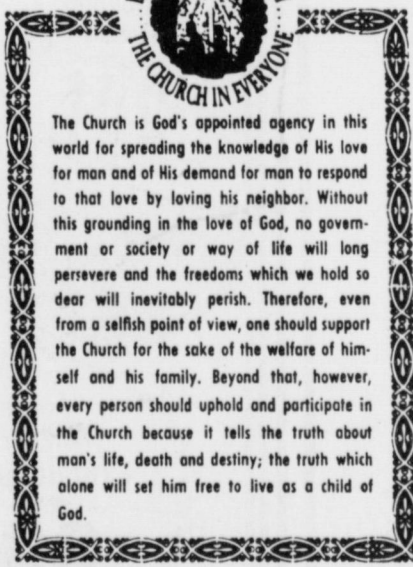 THE CHURCH IN EVERYONE
The Church is God's appointed agency in this
world for spreading the knowledge of His love
for man and of His demand for man to respond
to that love by loving his neighbor. Without
this grounding in the love of God, no govern-
ment or society or way of life will long
persevere and the freedoms which we hold so
dear will inevitably perish. Therefore, even
from a selfish point of view, one should support
the Church for the sake of the welfare of him-
self and his family. Beyond that, however,
every person should uphold and participate in
the Church because it tells the truth about
man's life, death and destiny; the truth which
alone will set him free to live as a child of
God.